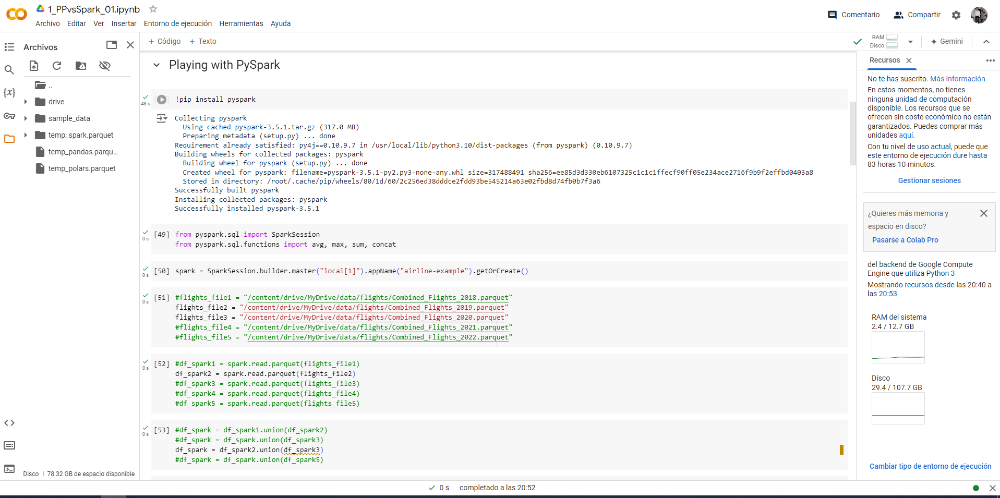 1_PPvsSpark_01.ipynb
Archivo Editar Ver Insertar Entorno de ejecución Herramientas Ayuda
Comentario
Compartir
Archivos
+ Código + Texto
RAM
Disco
Gemini
..
drive
sample_data
temp_spark.parquet
temp_pandas.parqu...
temp_polars.parquet
Disco | 78.32 GB de espacio disponible
Playing with PySpark
48 s
!pip install pyspark
Collecting pyspark
  Using cached pyspark-3.5.1.tar.gz (317.0 MB)
  Preparing metadata (setup.py) ... done
Requirement already satisfied: py4j==0.10.9.7 in /usr/local/lib/python3.10/dist-packages (from pyspark) (0.10.9.7)
Building wheels for collected packages: pyspark
  Building wheel for pyspark (setup.py) ... done
  Created wheel for pyspark: filename=pyspark-3.5.1-py2.py3-none-any.whl size=317488491 sha256=ee85d3d330eb6107325c1c1c1ffecf90ff05e234ace2716f9b9f2effbd0403a8
  Stored in directory: /root/.cache/pip/wheels/80/1d/60/2c256ed38dddce2fdd93be545214a63e02fbd8d74fb0b7f3a6
Successfully built pyspark
Installing collected packages: pyspark
Successfully installed pyspark-3.5.1
0 s
[49] from pyspark.sql import SparkSession
from pyspark.sql.functions import avg, max, sum, concat
0 s
[50] spark = SparkSession.builder.master("local[1]").appName("airline-example").getOrCreate()
0 s
[51] #flights_file1 = "/content/drive/MyDrive/data/flights/Combined_Flights_2018.parquet"
flights_file2 = "/content/drive/MyDrive/data/flights/Combined_Flights_2019.parquet"
flights_file3 = "/content/drive/MyDrive/data/flights/Combined_Flights_2020.parquet"
#flights_file4 = "/content/drive/MyDrive/data/flights/Combined_Flights_2021.parquet"
#flights_file5 = "/content/drive/MyDrive/data/flights/Combined_Flights_2022.parquet"
0 s
[52] #df_spark1 = spark.read.parquet(flights_file1)
df_spark2 = spark.read.parquet(flights_file2)
#df_spark3 = spark.read.parquet(flights_file3)
#df_spark4 = spark.read.parquet(flights_file4)
#df_spark5 = spark.read.parquet(flights_file5)
0 s
[53] #df_spark = df_spark1.union(df_spark2)
#df_spark = df_spark.union(df_spark3)
df_spark = df_spark2.union(df_spark3)
#df_spark = df_spark.union(df_spark5)
Recursos
No te has suscrito. Más información
En estos momentos, no tienes
ninguna unidad de computación
disponible. Los recursos que se
ofrecen sin coste económico no están
garantizados. Puedes comprar más
unidades aquí.
Con tu nivel de uso actual, puede que
este entorno de ejecución dure hasta
83 horas 10 minutos.
Gestionar sesiones
¿Quieres más memoria y
espacio en disco?
Pasarse a Colab Pro
del backend de Google Compute
Engine que utiliza Python 3
Mostrando recursos desde las 20:40 a
las 20:53
RAM del sistema
2.4 / 12.7 GB
Disco
29.4 / 107.7 GB
Cambiar tipo de entorno de ejecución
0 s completado a las 20:52